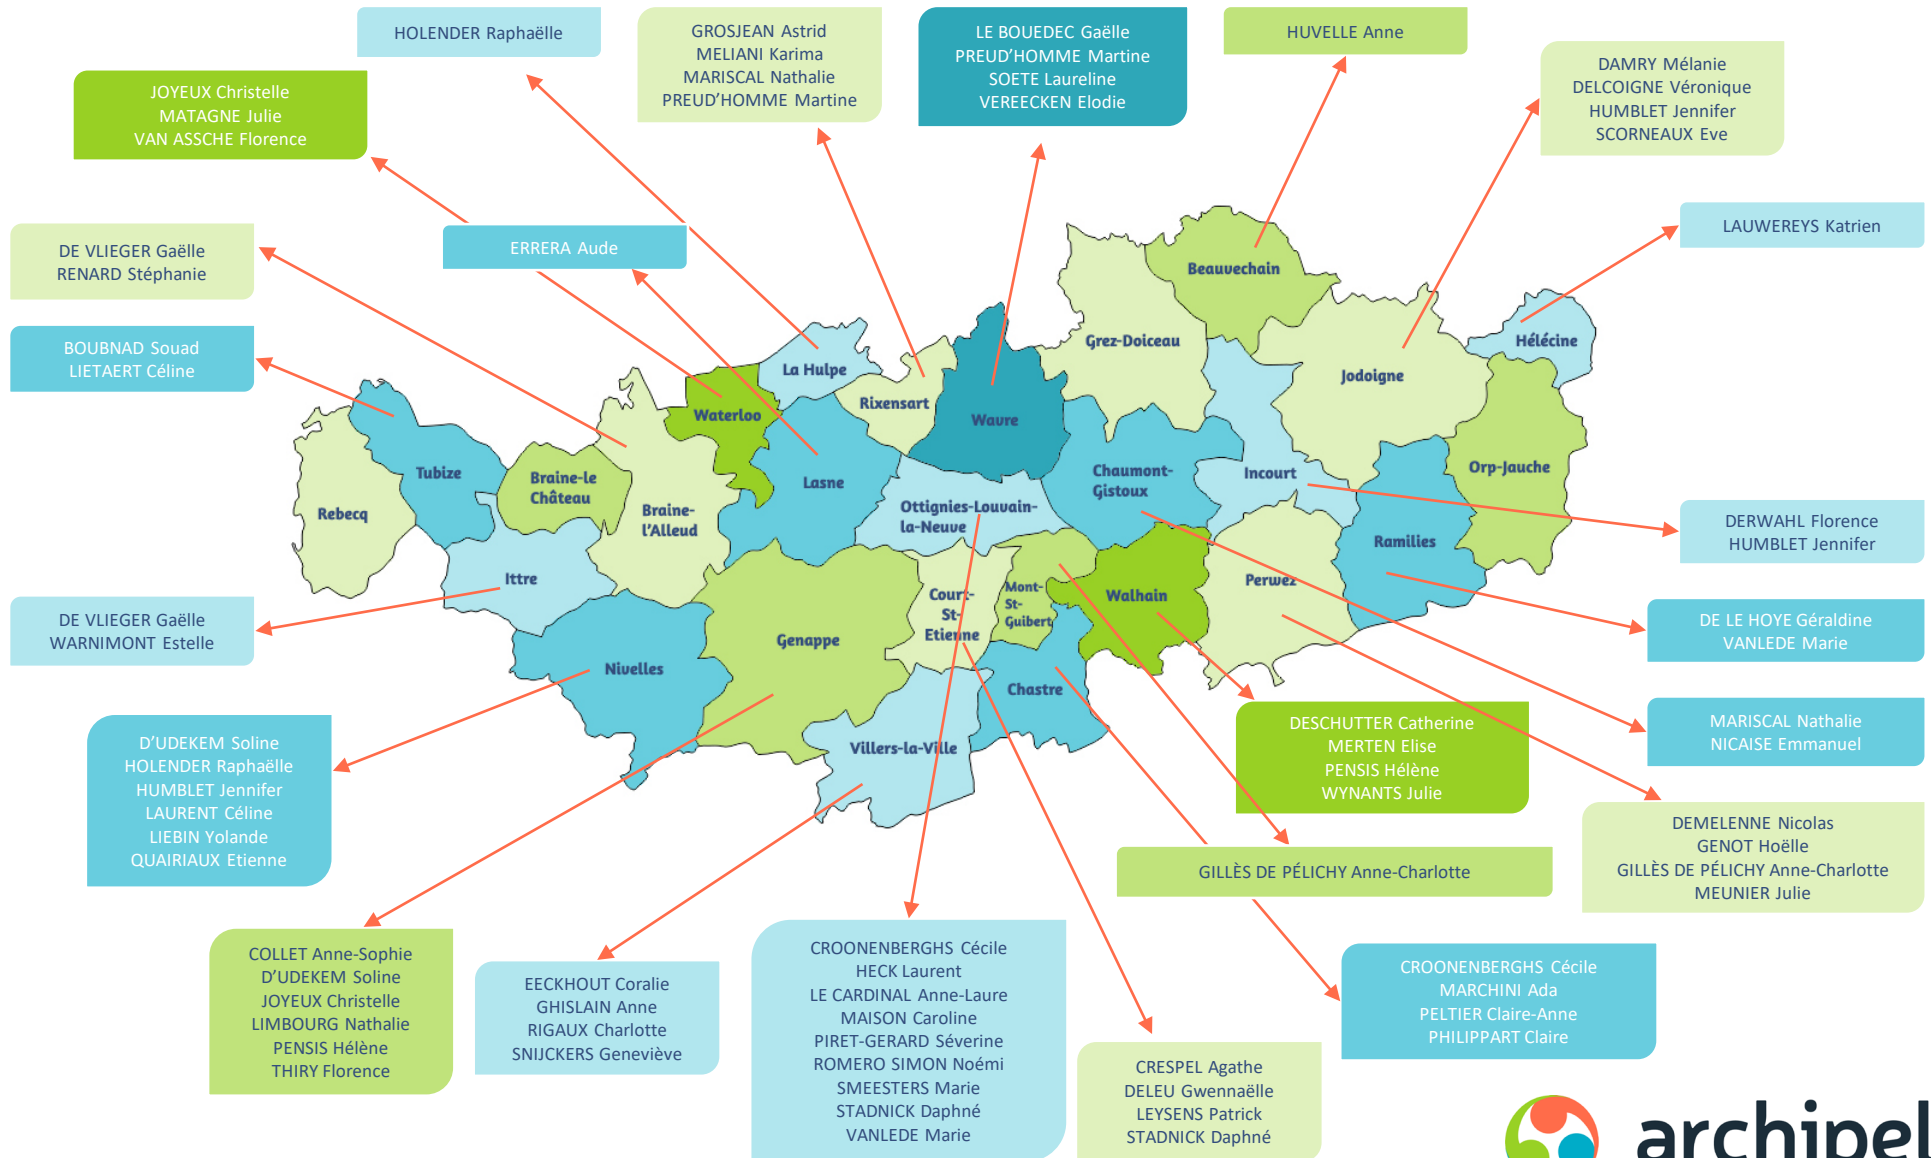 HOLENDER Raphaëlle
GROSJEAN Astrid
MELIANI Karima
MARISCAL Nathalie
PREUD'HOMME Martine
LE BOUEDEC Gaëlle
PREUD'HOMME Martine
SOETE Laureline
VEREECKEN Elodie
HUVELLE Anne
DAMRY Mélanie
DELCOIGNE Véronique
HUMBLET Jennifer
SCORNEAUX Eve
JOYEUX Christelle
MATAGNE Julie
VAN ASSCHE Florence
DE VLIEGER Gaëlle
RENARD Stéphanie
ERRERA Aude
LAUWEREYS Katrien
BOUBNAD Souad
LIETAERT Céline
Beauvechain
Grez-Doiceau
Hélécine
La Hulpe
Jodoigne
Rixensart
Waterloo
Wavre
Tubize
Braine-le
Château
Lasne
Chaumont-
Gistoux
Incourt
Orp-Jauche
Rebecq
Braine-
l'Alleud
Ottignies-Louvain-
la-Neuve
Ramilies
Ittre
Court-
St-
Etienne
Mont-
St-
Guibert
Walhain
Perwez
Genappe
Nivelles
Chastre
Villers-la-Ville
DERWAHL Florence
HUMBLET Jennifer
DE VLIEGER Gaëlle
WARNIMONT Estelle
DE LE HOYE Géraldine
VANLEDE Marie
MARISCAL Nathalie
NICAISE Emmanuel
D'UDEKEM Soline
HOLENDER Raphaëlle
HUMBLET Jennifer
LAURENT Céline
LIEBIN Yolande
QUAIRIAUX Etienne
DESCHUTTER Catherine
MERTEN Elise
PENSIS Hélène
WYNANTS Julie
DEMELENNE Nicolas
GENOT Hoëlle
GILLÈS DE PÉLICHY Anne-Charlotte
MEUNIER Julie
GILLÈS DE PÉLICHY Anne-Charlotte
COLLET Anne-Sophie
D'UDEKEM Soline
JOYEUX Christelle
LIMBOURG Nathalie
PENSIS Hélène
THIRY Florence
EECKHOUT Coralie
GHISLAIN Anne
RIGAUX Charlotte
SNIJCKERS Geneviève
CROONENBERGHS Cécile
HECK Laurent
LE CARDINAL Anne-Laure
MAISON Caroline
PIRET-GERARD Séverine
ROMERO SIMON Noémi
SMEESTERS Marie
STADNICK Daphné
VANLEDE Marie
CRESPEL Agathe
DELEU Gwennaëlle
LEYSENS Patrick
STADNICK Daphné
CROONENBERGHS Cécile
MARCHINI Ada
PELTIER Claire-Anne
PHILIPPART Claire
archipel